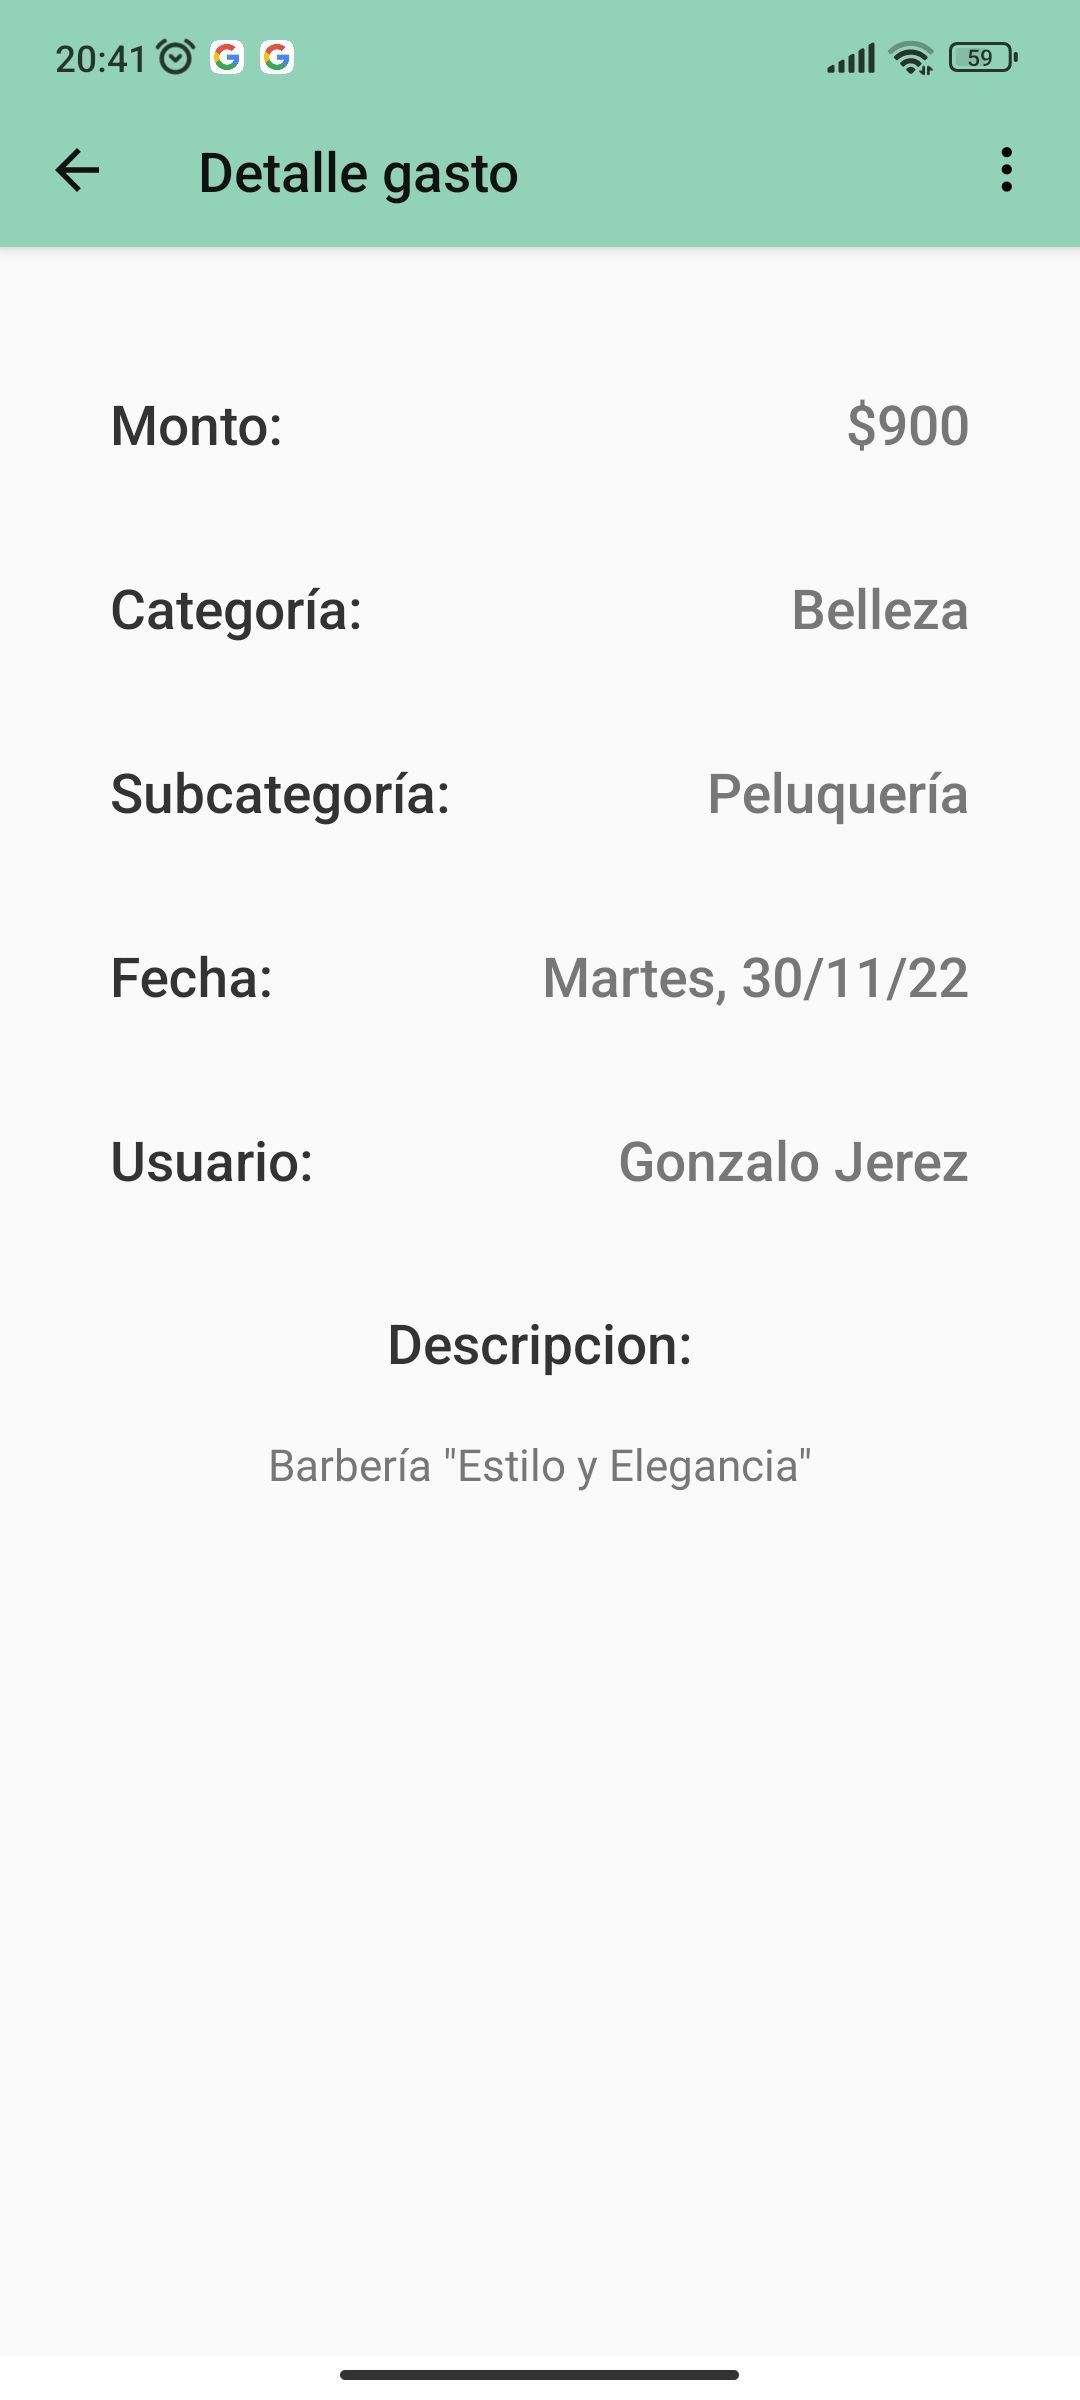 20:41 59
Detalle gasto
Monto: $900
Categoría: Belleza
Subcategoría: Peluquería
Fecha: Martes, 30/11/22
Usuario: Gonzalo Jerez
Descripcion:
Barbería "Estilo y Elegancia"